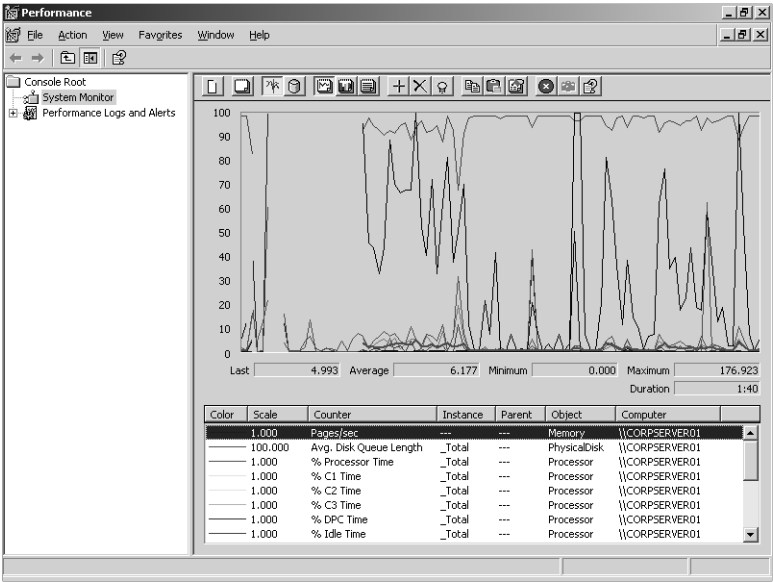 Performance
File Action View Favorites Window Help
Console Root
System Monitor
Performance Logs and Alerts
100
90
80
70
60
50
40
30
20
10
0
Last 4.993 Average 6.177 Minimum 0.000 Maximum 176.923
Duration 1:40
Color Scale Counter Instance Parent Object Computer
1.000 Pages/sec --- --- Memory \\CORPSERVER01
100.000 Avg. Disk Queue Length _Total --- PhysicalDisk \\CORPSERVER01
1.000 % Processor Time _Total --- Processor \\CORPSERVER01
1.000 % C1 Time _Total --- Processor \\CORPSERVER01
1.000 % C2 Time _Total --- Processor \\CORPSERVER01
1.000 % C3 Time _Total --- Processor \\CORPSERVER01
1.000 % DPC Time _Total --- Processor \\CORPSERVER01
1.000 % Idle Time _Total --- Processor \\CORPSERVER01